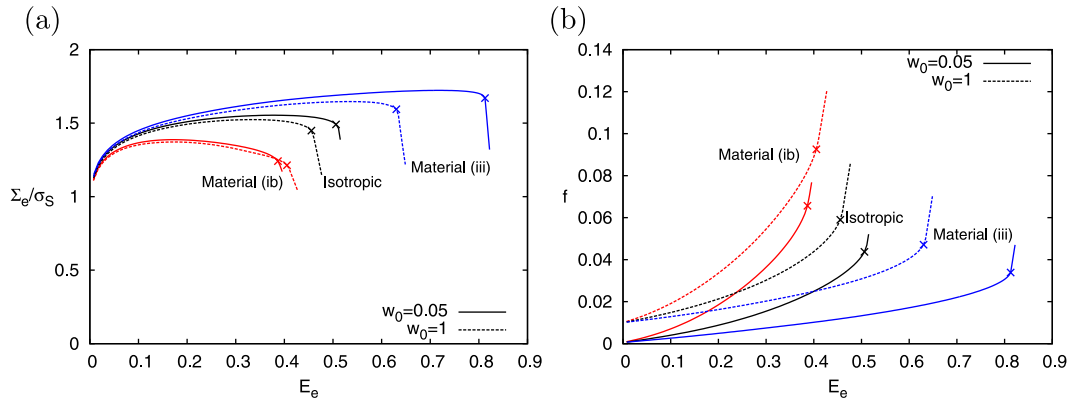 (a)
2
1.5
Σe/σS
1
0.5
0
0 0.1 0.2 0.3 0.4 0.5 0.6 0.7 0.8 0.9
Ee
Material (ib)
Isotropic
Material (iii)
w0=0.05
w0=1
(b)
0.14
0.12
0.1
0.08
f
0.06
0.04
0.02
0
0 0.1 0.2 0.3 0.4 0.5 0.6 0.7 0.8 0.9
Ee
w0=0.05
w0=1
Material (ib)
Isotropic
Material (iii)